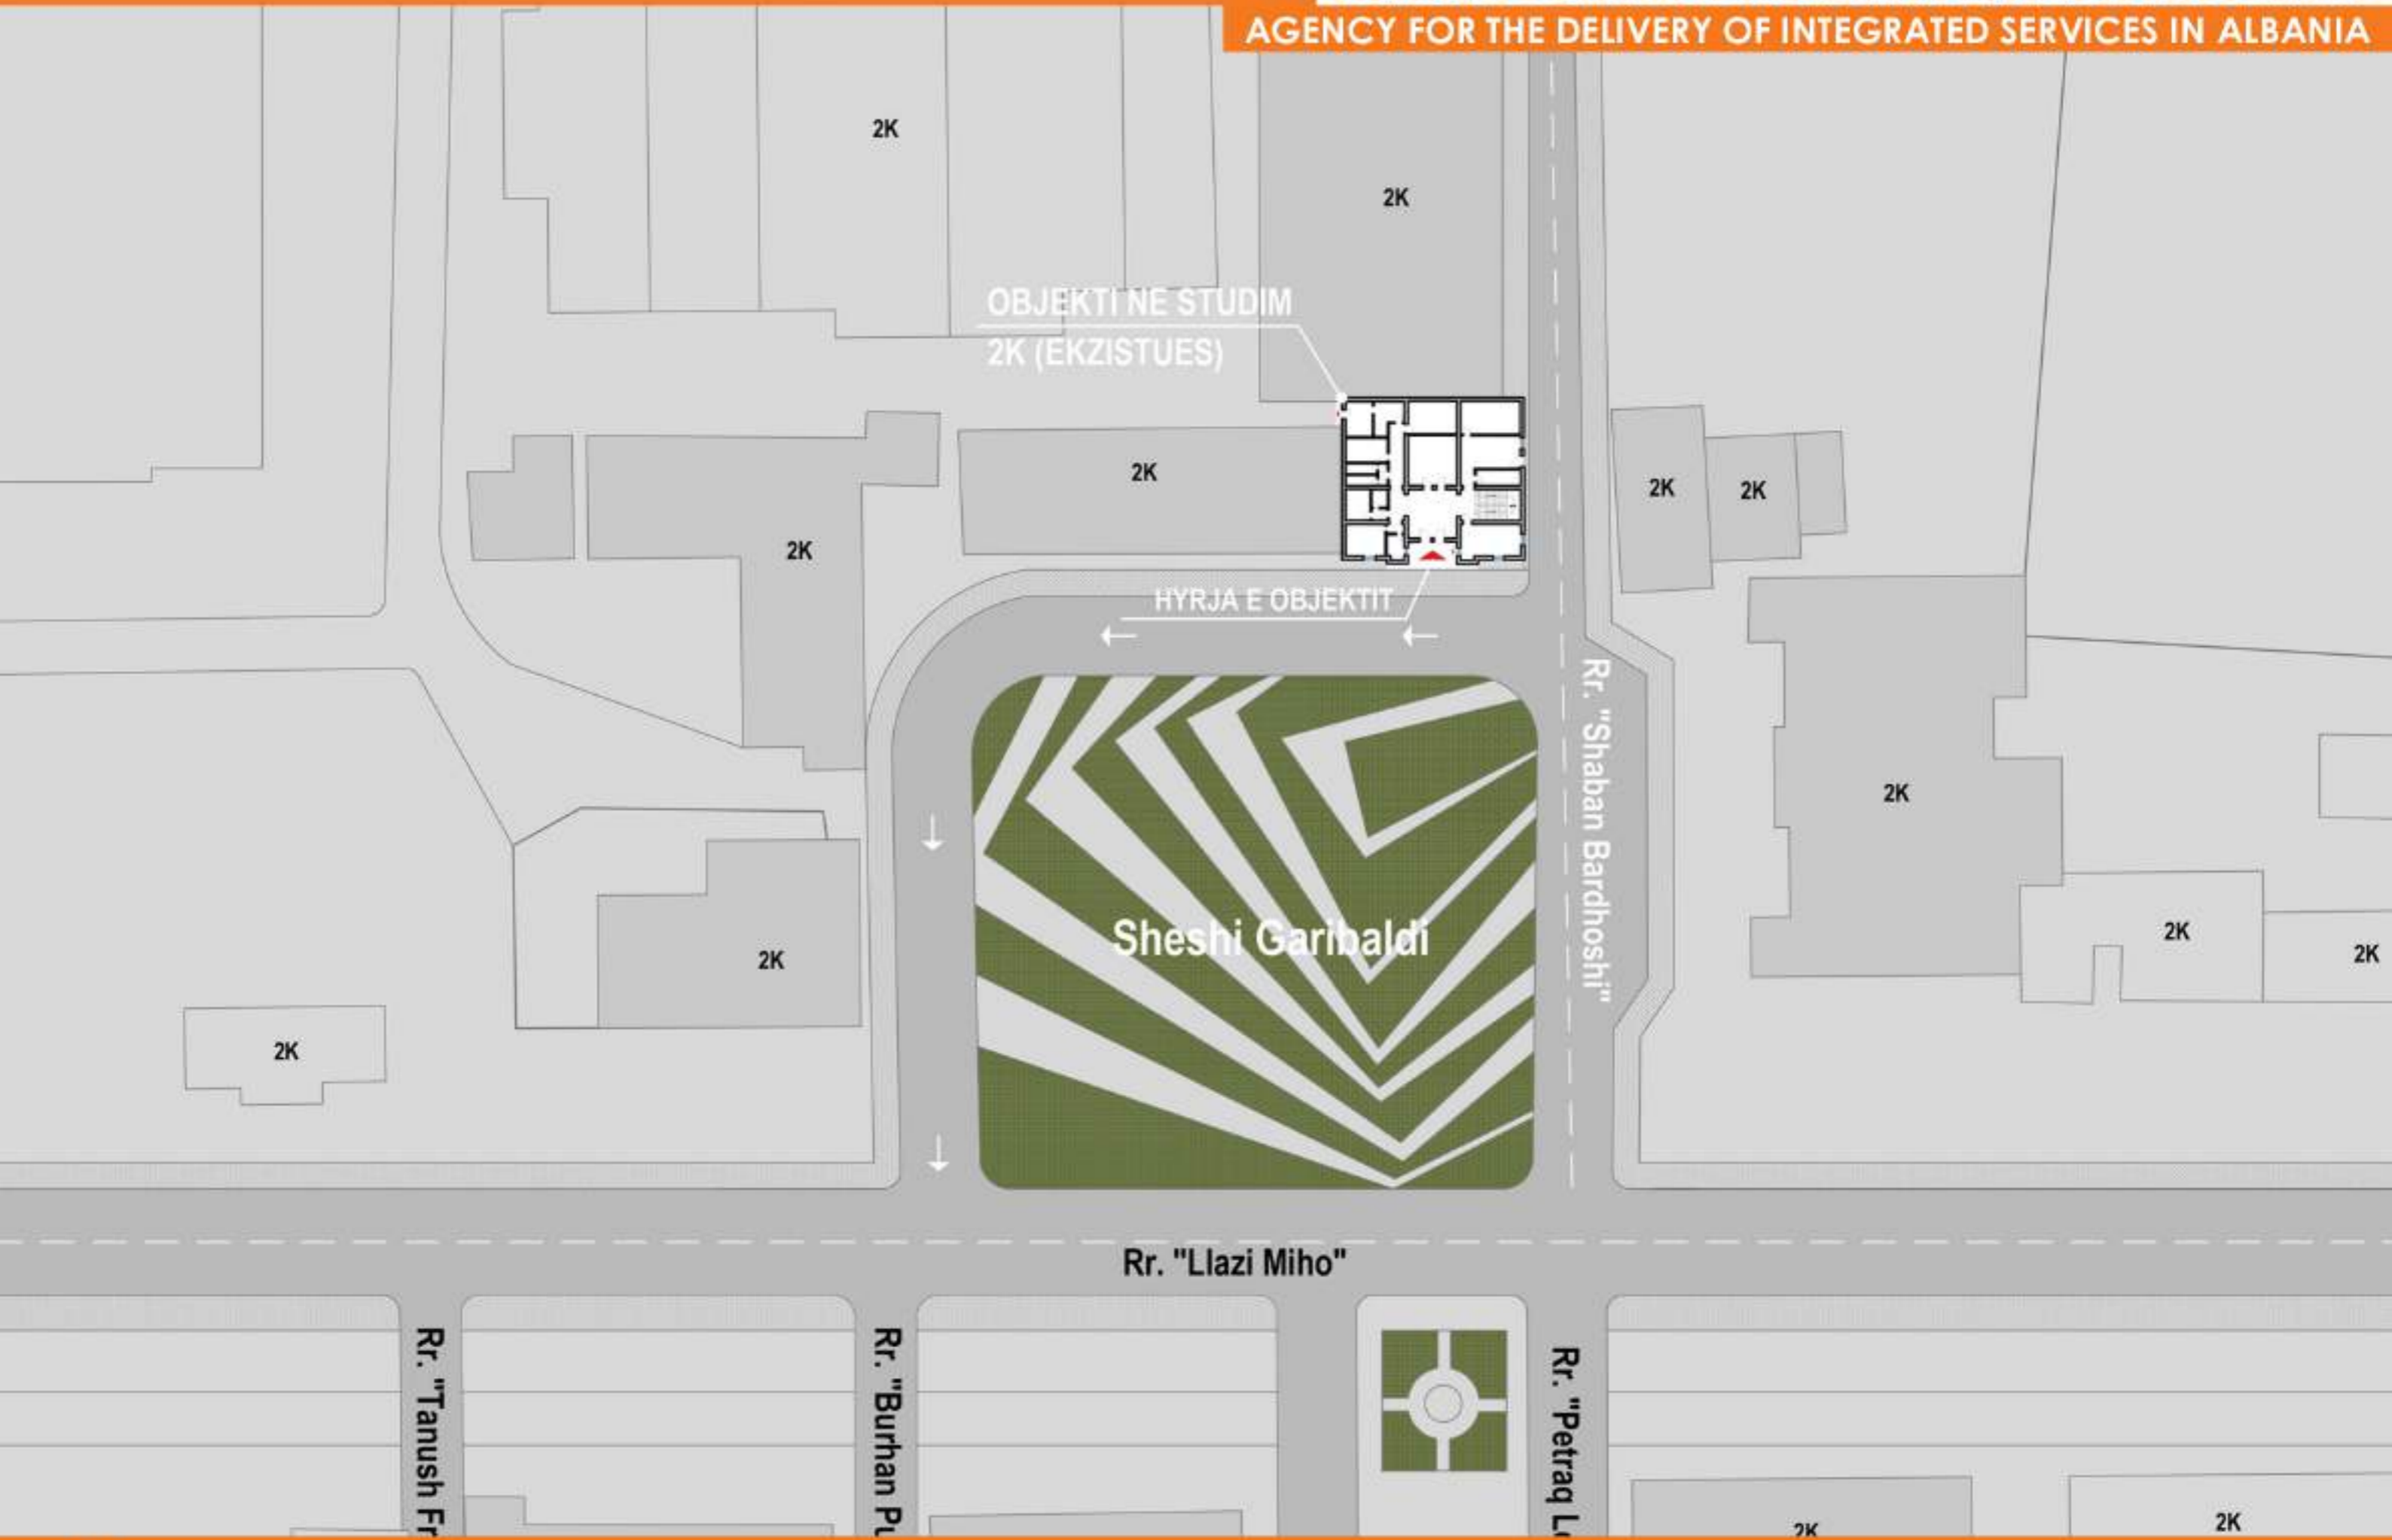 AGENCY FOR THE DELIVERY OF INTEGRATED SERVICES IN ALBANIA
2K
2K
OBJEKTI NE STUDIM
2K (EKZISTUES)
2K
2K
2K
2K
HYRJA E OBJEKTIT
Rr. "Shaban Bardhoshi"
2K
Sheshi Garibaldi
2K
2K
2K
2K
Rr. "Llazi Miho"
Rr. "Tanush
Rr. "Burhan
Rr. "Petraq
2K
2K